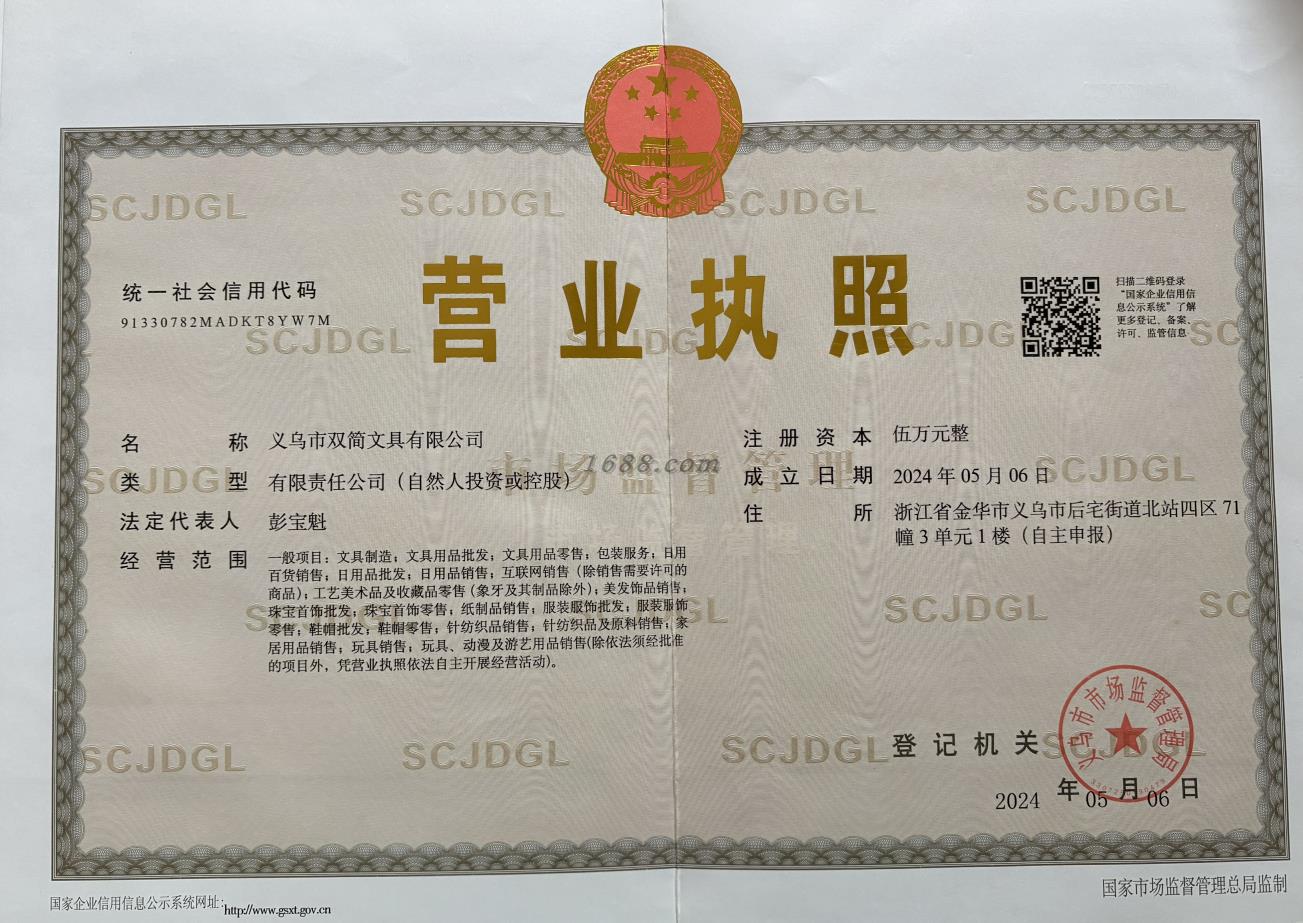 SCJDGL SCJDGL SCJDGL SCJDGL
营业执照
统一社会信用代码
91330782MADKT8YW7M
扫描二维码登录
“国家企业信用信
息公示系统”了解
更多登记、备案、
许可、监管信息
SCJDGL
名称 义乌市双简文具有限公司
类型 有限责任公司（自然人投资或控股）
法定代表人 彭宝魁
经营范围 一般项目：文具制造；文具用品批发；文具用品零售；包装服务；日用
百货销售；日用品批发；日用品销售；互联网销售（除销售需要许可的
商品）；工艺美术品及收藏品零售（象牙及其制品除外）；美发饰品销售；
珠宝首饰批发；珠宝首饰零售；纸制品销售；服装服饰批发；服装服饰
零售；鞋帽批发；鞋帽零售；针纺织品销售；针纺织品及原料销售；家
居用品销售；玩具销售；玩具、动漫及游艺用品销售(除依法须经批准
的项目外，凭营业执照依法自主开展经营活动)。
注册资本 伍万元整
成立日期 2024年05月06日
住所 浙江省金华市义乌市后宅街道北站四区71
幢3单元1楼（自主申报）
1688.com
市场监督管理
SCJDGL SCJDGL
SCJDGL
SCJDGL SCJDGL SCJDGL
登记机关
义乌市市场监督管理局
2024年05月06日
国家企业信用信息公示系统网址：http://www.gsxt.gov.cn
国家市场监督管理总局监制